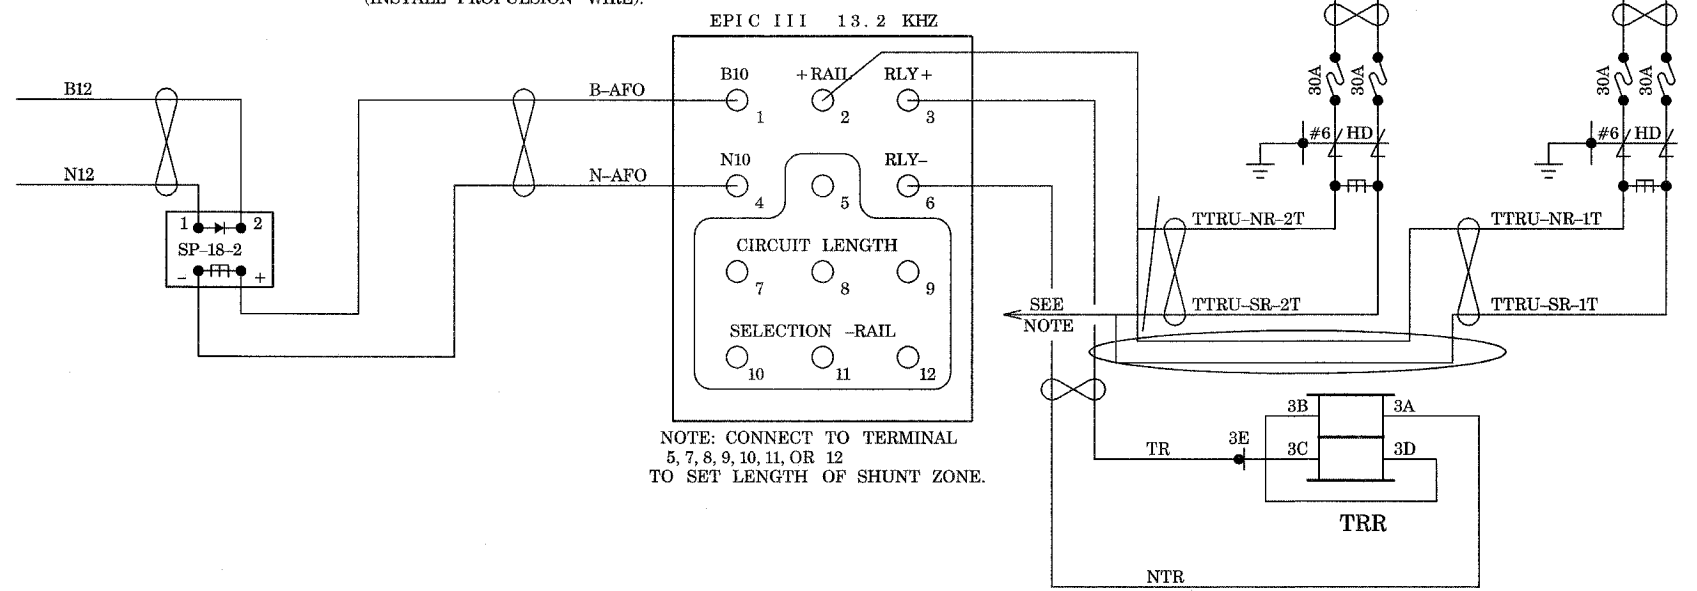 (INSTALL PROPULSION WIRE).
EPIC III 13.2 KHZ
B12
N12
1 2
SP-18-2
- +
B-AFO
N-AFO
B10 +RAIL RLY+
1 2 3
N10 RLY-
4 5 6
CIRCUIT LENGTH
7 8 9
SELECTION -RAIL
10 11 12
NOTE: CONNECT TO TERMINAL
5, 7, 8, 9, 10, 11, OR 12
TO SET LENGTH OF SHUNT ZONE.
SEE
NOTE
30A 30A
#6 HD
TTRU-NR-2T
TTRU-SR-2T
30A 30A
#6 HD
TTRU-NR-1T
TTRU-SR-1T
3B 3A
TR 3E 3C 3D
TRR
NTR